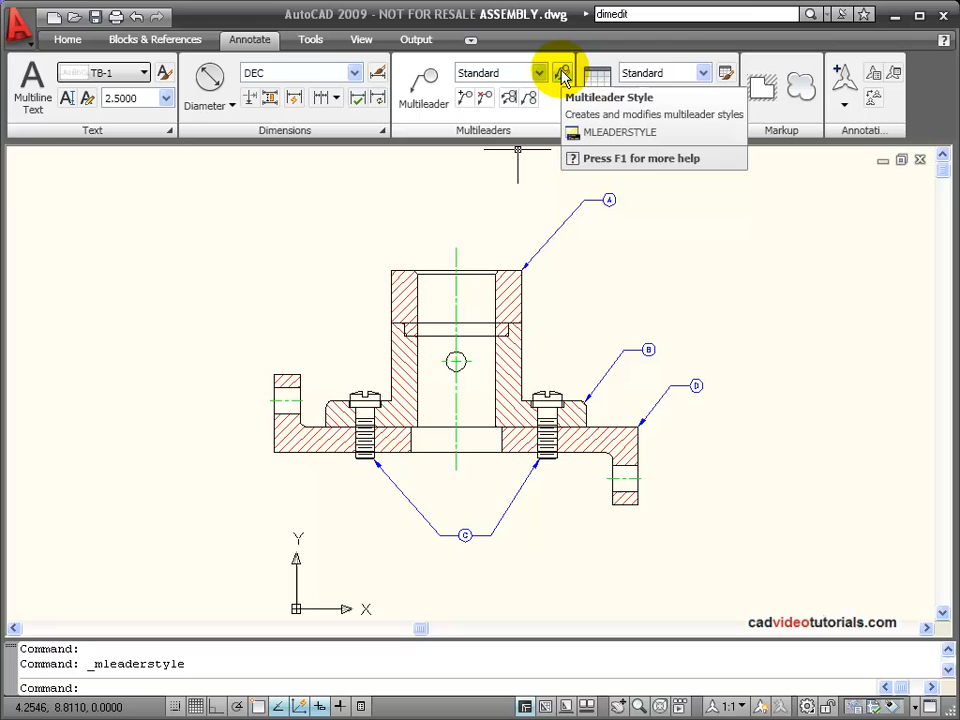 AutoCAD 2009 - NOT FOR RESALE ASSEMBLY.dwg
dimedit
Home
Blocks & References
Annotate
Tools
View
Output
Multiline
Text
TB-1
2.5000
Text
Diameter
DEC
Dimensions
Multileader
Standard
Multileaders
Standard
Markup
Annotati...
Multileader Style
Creates and modifies multileader styles
MLEADERSTYLE
Press F1 for more help
A
B
D
C
Y
X
cadvideotutorials.com
Command:
Command: _mleaderstyle
Command:
4.2546, 8.8110, 0.0000
1:1